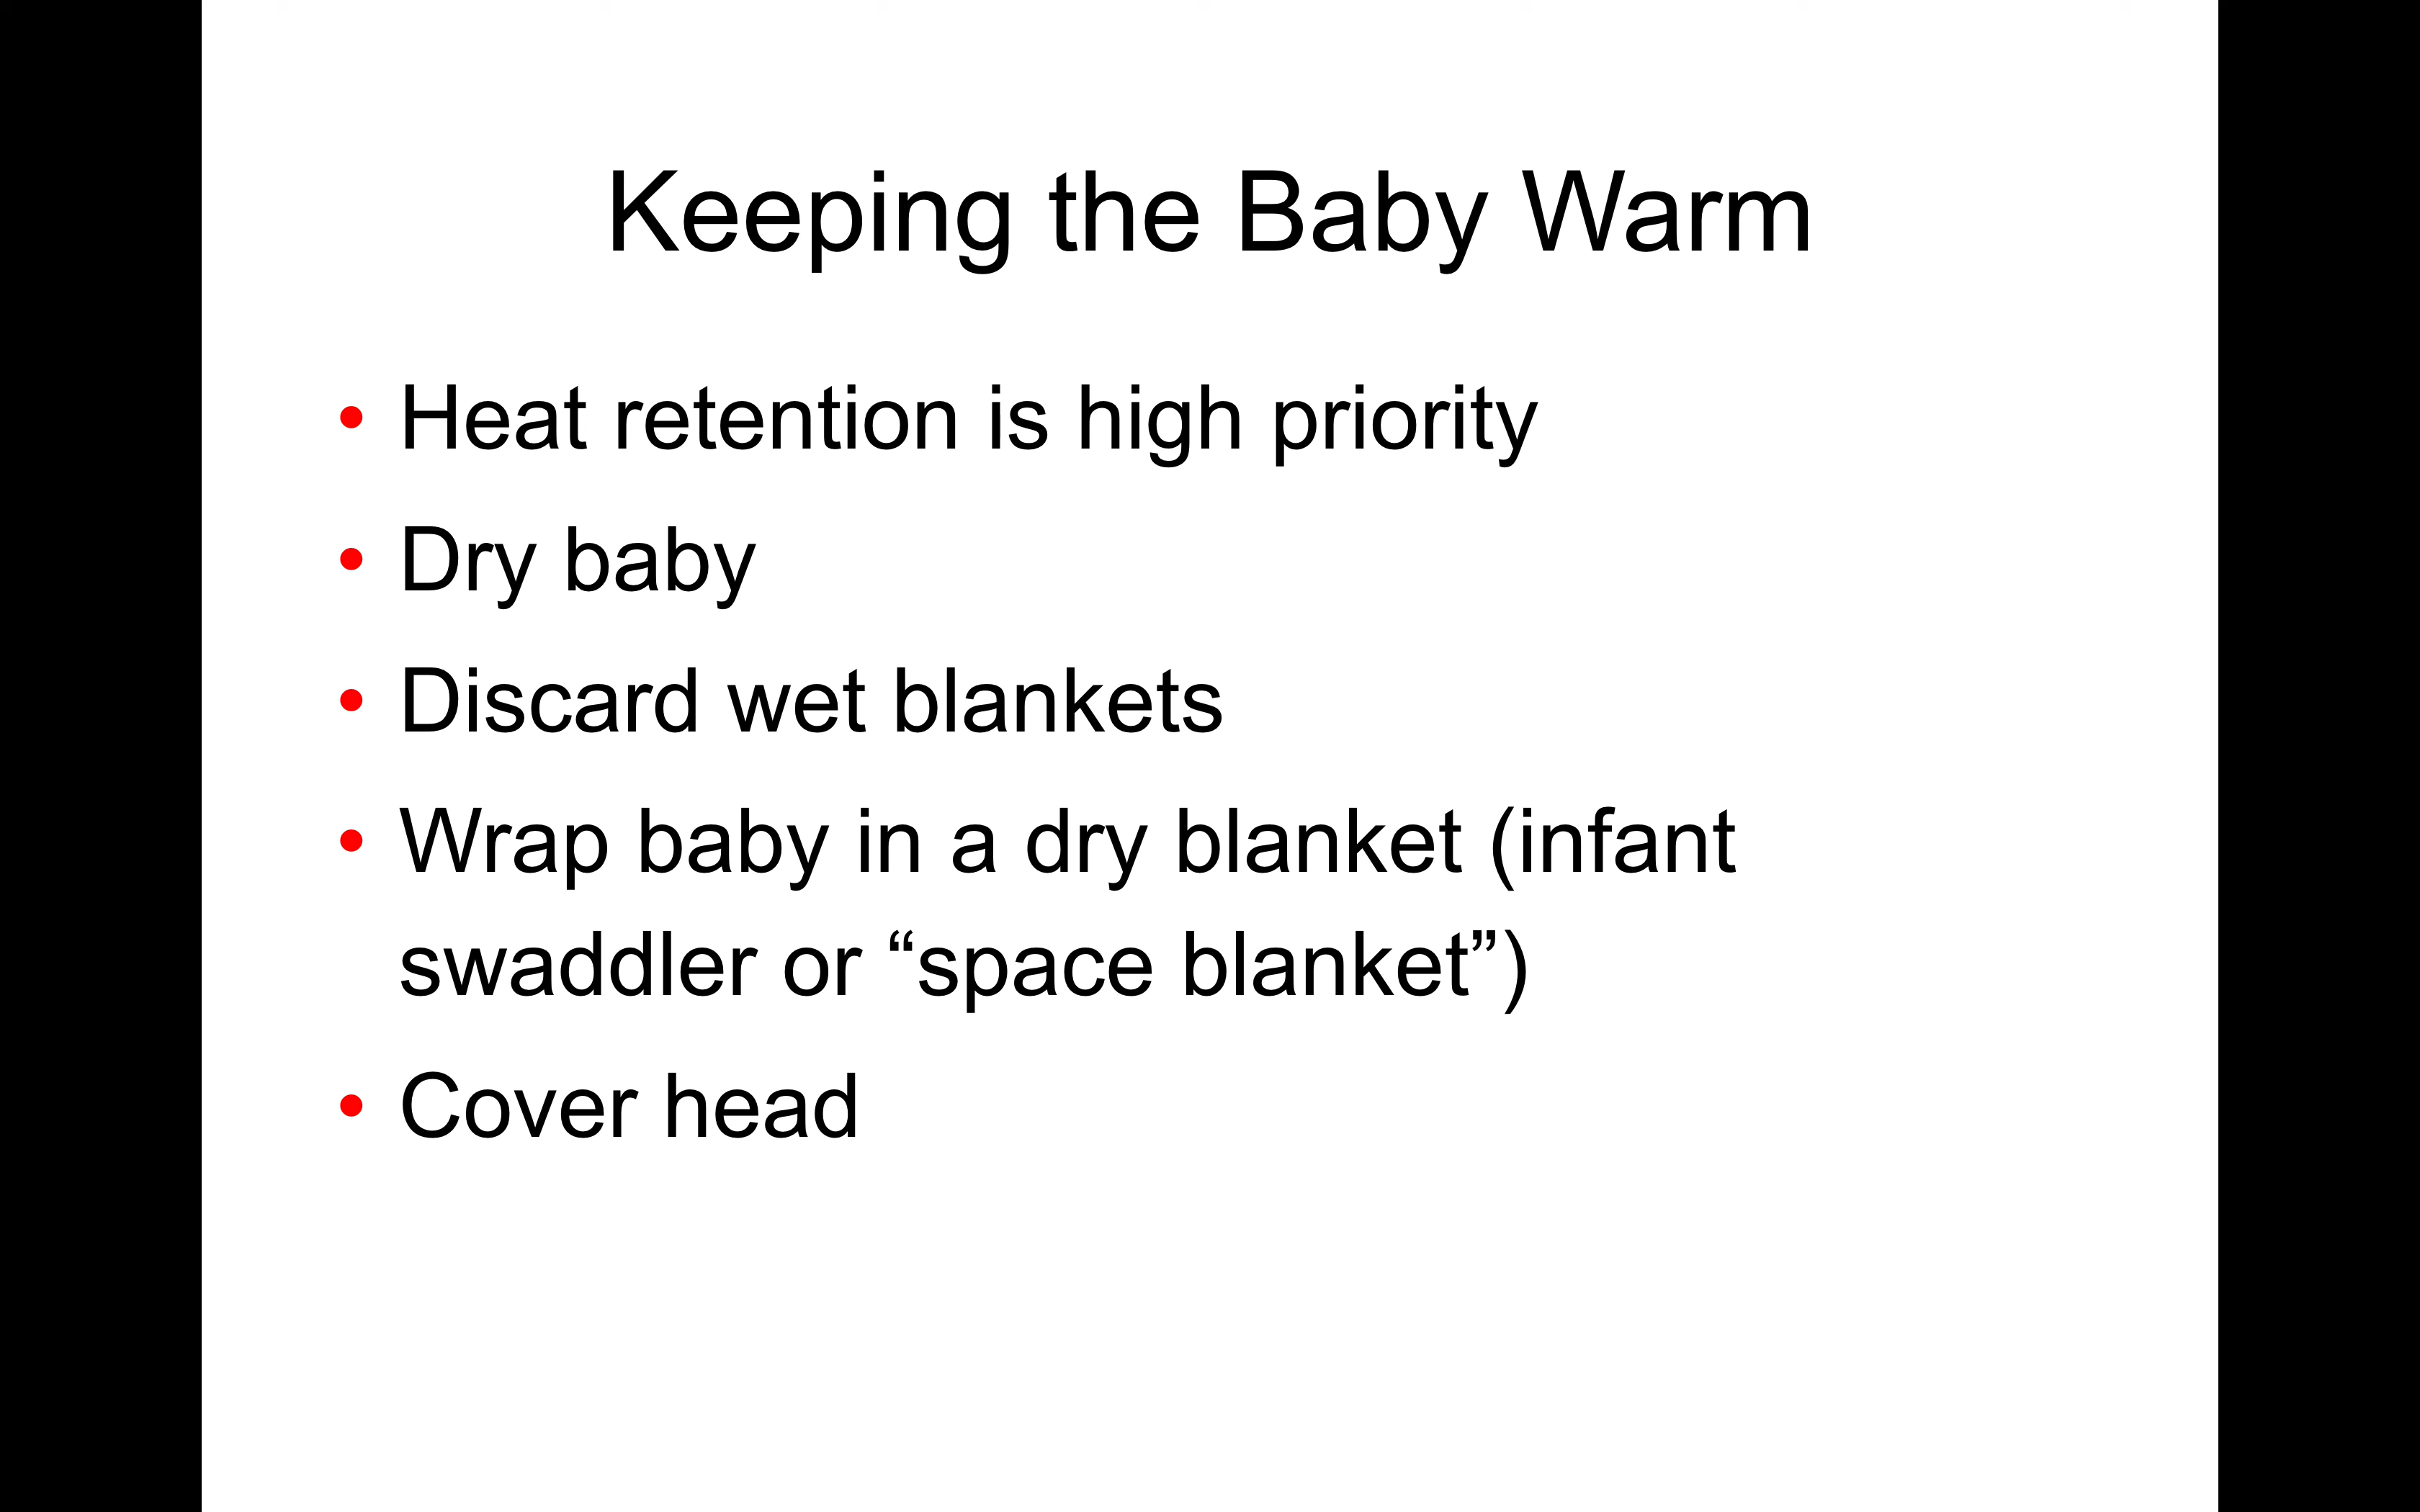 Keeping the Baby Warm
• Heat retention is high priority
• Dry baby
• Discard wet blankets
• Wrap baby in a dry blanket (infant
swaddler or “space blanket”)
• Cover head